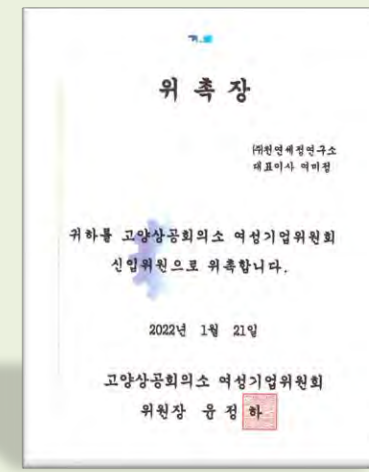 위 촉 장
㈜천연세정연구소
대표이사 여미정
귀하를 고양상공회의소 여성기업위원회
신입위원으로 위촉합니다.
2022년 1월 21일
고양상공회의소 여성기업위원회
위원장 윤 정 하